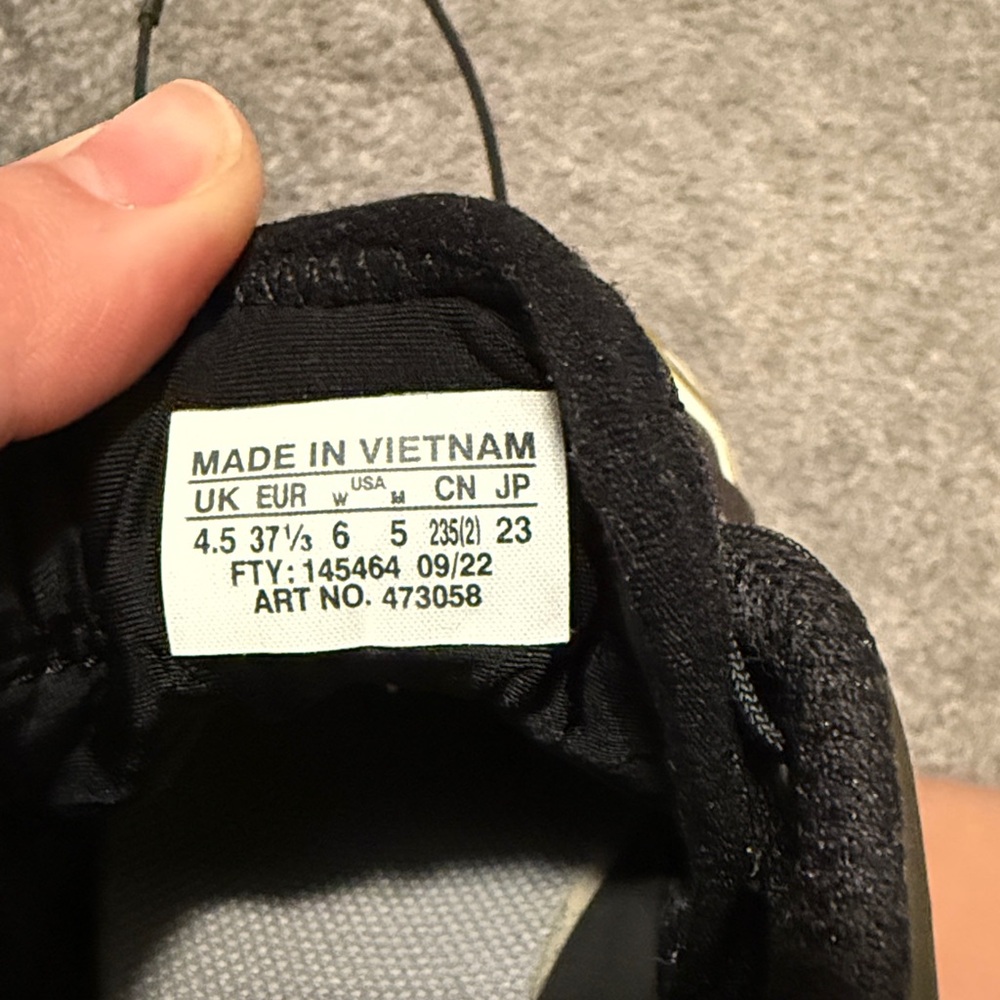 MADE IN VIETNAM
UK EUR W USA M CN JP
4.5 37⅓ 6 5 235(2) 23
FTY: 145464 09/22
ART NO. 473058